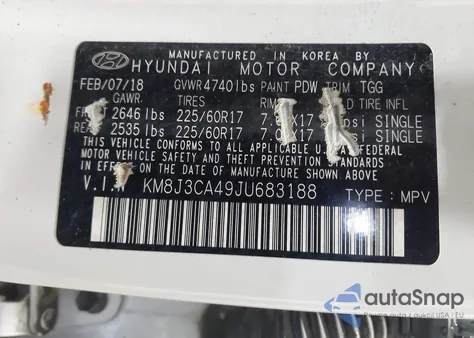 MANUFACTURED IN KOREA BY
HYUNDAI MOTOR COMPANY
FEB/07/18 GVWR 4740lbs PAINT PDW TRIM TGG
GAWR TIRES TIRE INFL
2646 lbs 225/60R17 SINGLE
2535 lbs 225/60R17 SINGLE
THIS VEHICLE CONFORMS TO ALL APPLICABLE U.S. FEDERAL
MOTOR VEHICLE SAFETY AND THEFT PREVENTION STANDARDS
IN EFFECT ON THE DATE OF MANUFACTURE SHOWN ABOVE.
KM8J3CA49JU683188 TYPE : MPV
autoSnap